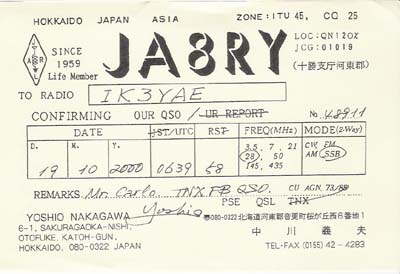 HOKKAIDO JAPAN ASIA ZONE: ITU 45, CQ 25
JARL
SINCE
1959
Life Member
JA8RY
LOC: QN12OZ
JCG: 01019
(十勝支庁河東郡)
TO RADIO IK3YAE
CONFIRMING OUR QSO / UR REPORT No. 48911
DATE JST/UTC RST FREQ (MHz) MODE (2-Way)
D. M. Y.
19 10 2000 0639 58
3.5, 7, 21 CW FM
28, 50 AM SSB
145, 435
REMARKS Mr. Carlo. TNX FB QSO. CU AGN, 73/88
Yoshio PSE QSL TNX
YOSHIO NAKAGAWA
6-1, SAKURAGAOKA-NISHI,
OTOFUKE, KATOH-GUN,
HOKKAIDO, 080-0322 JAPAN
〒080-0322 北海道河東郡音更町桜が丘西6番地1
中川義夫
TEL・FAX (0155) 42-4283